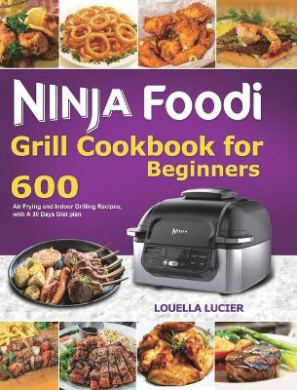 NINJA Foodi
Grill Cookbook for
Beginners
600
Air Frying and Indoor Grilling Recipes,
with A 30 Days Diet plan
NINJA
LOUELLA LUCIER